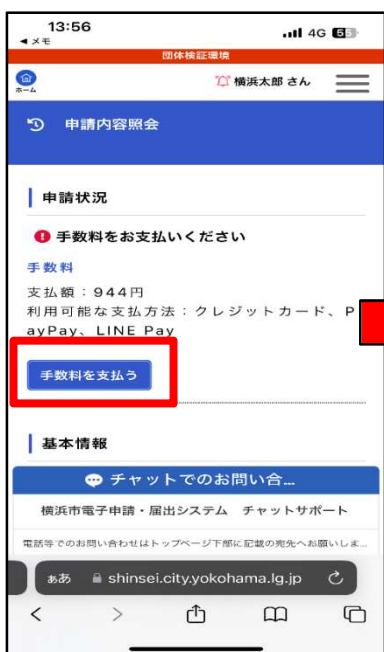 13:56
4G 55
◀ メモ
団体検証環境
ホーム
横浜太郎 さん
申請内容照会
申請状況
手数料をお支払いください
手数料
支払額：944円
利用可能な支払方法：クレジットカード、P
ayPay、LINE Pay
手数料を支払う
基本情報
チャットでのお問い合…
横浜市電子申請・届出システム チャットサポート
電話等でのお問い合わせはトップページ下部に記載の宛先へお願いしま…
ぁあ shinsei.city.yokohama.lg.jp